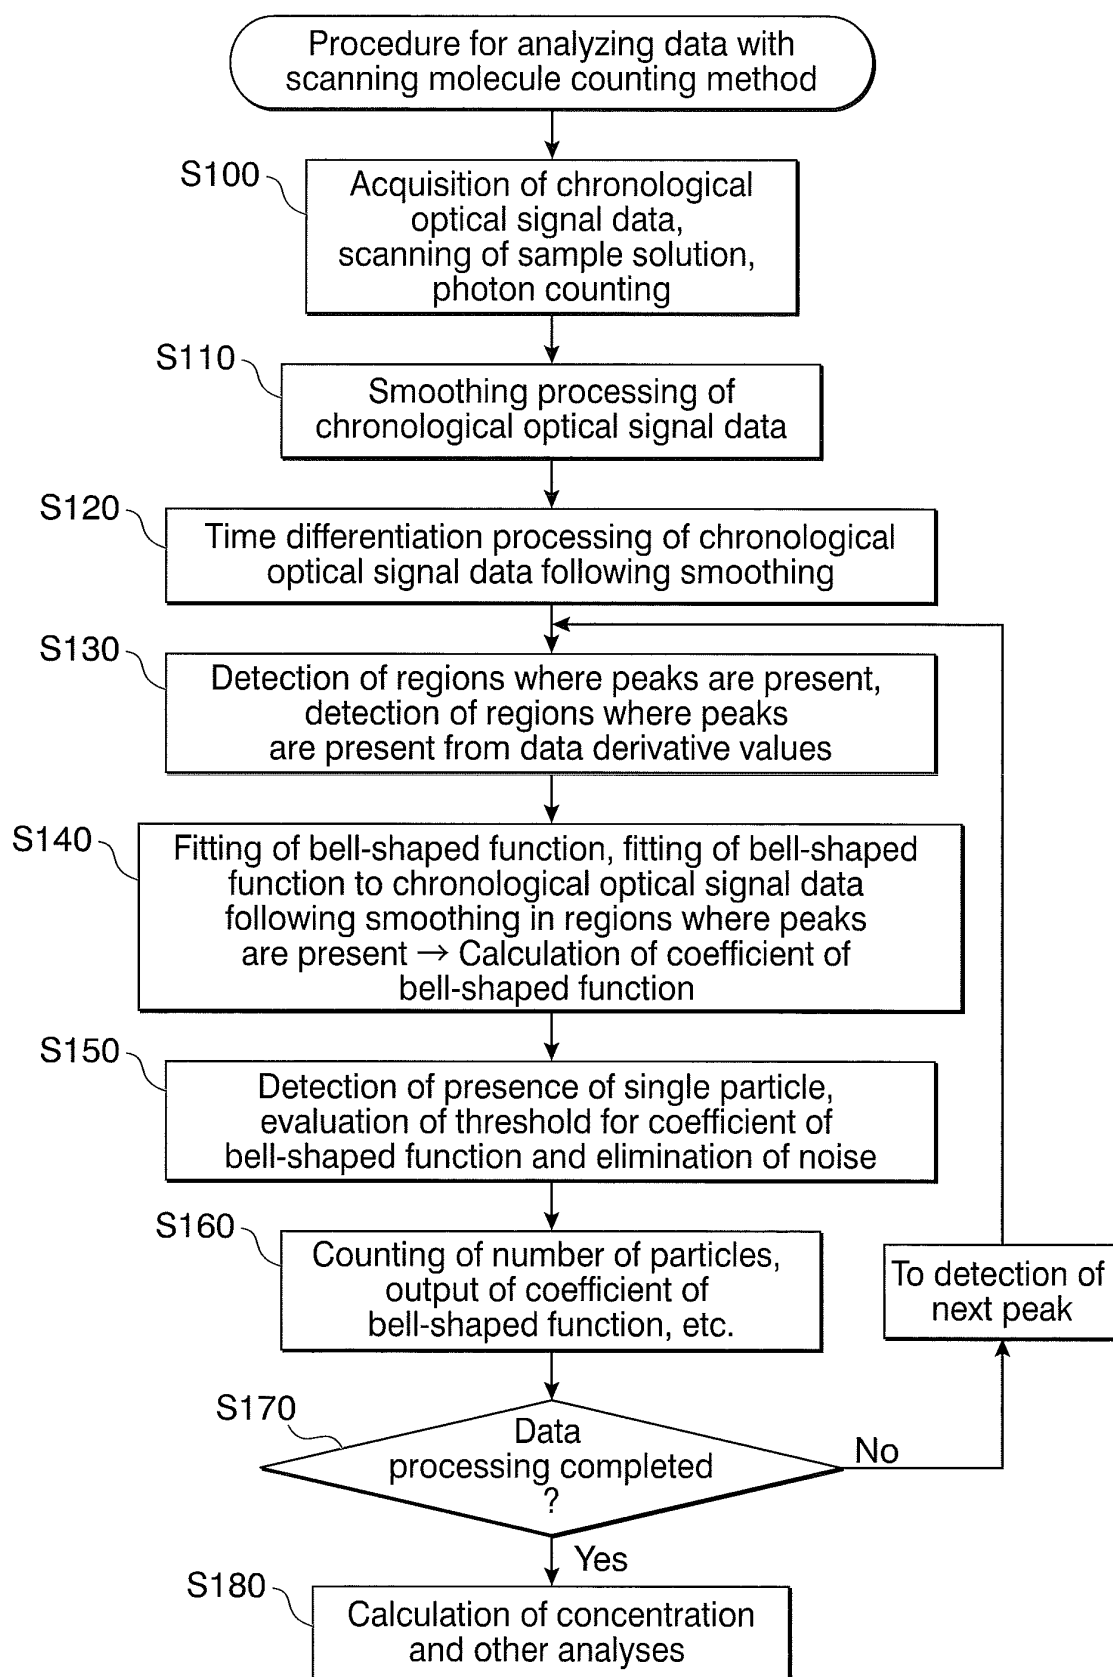 Procedure for analyzing data with
scanning molecule counting method
S100
Acquisition of chronological
optical signal data,
scanning of sample solution,
photon counting
S110
Smoothing processing of
chronological optical signal data
S120
Time differentiation processing of chronological
optical signal data following smoothing
S130
Detection of regions where peaks are present,
detection of regions where peaks
are present from data derivative values
S140
Fitting of bell-shaped function, fitting of bell-shaped
function to chronological optical signal data
following smoothing in regions where peaks
are present → Calculation of coefficient of
bell-shaped function
S150
Detection of presence of single particle,
evaluation of threshold for coefficient of
bell-shaped function and elimination of noise
S160
Counting of number of particles,
output of coefficient of
bell-shaped function, etc.
To detection of
next peak
S170
Data
processing completed
?
No
Yes
S180
Calculation of concentration
and other analyses